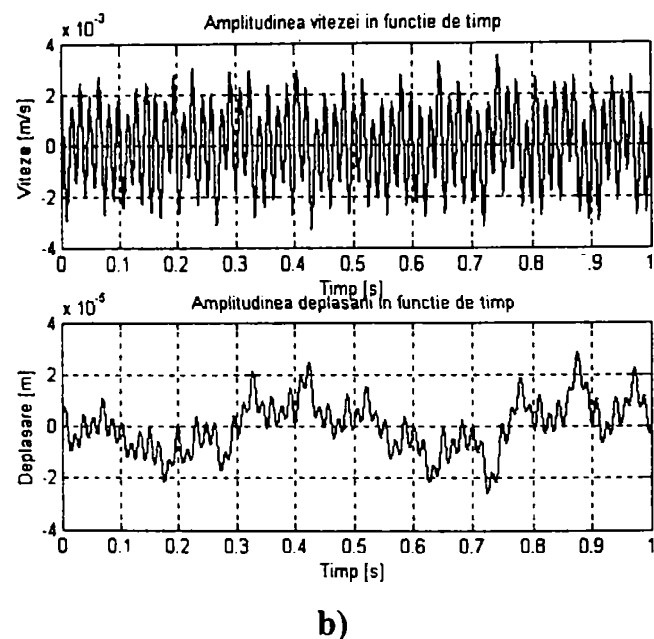 Amplitudinea vitezei in functie de timp
x 10⁻³
Viteze [m/s]
4
2
0
-2
-4
0 0.1 0.2 0.3 0.4 0.5 0.6 0.7 0.8 0.9 1
Timp [s]
Amplitudinea deplasarii in functie de timp
x 10⁻⁵
Deplasare [m]
4
2
0
-2
-4
0 0.1 0.2 0.3 0.4 0.5 0.6 0.7 0.8 0.9 1
Timp [s]
b)